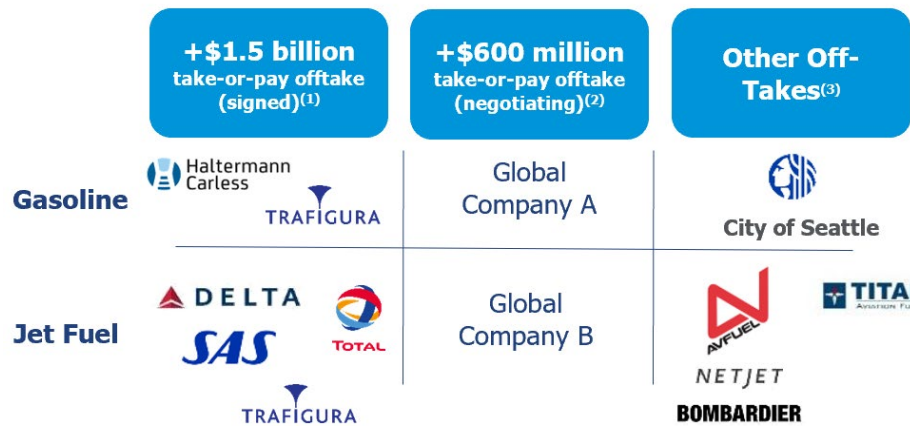 +$1.5 billion
take-or-pay offtake
(signed)(1)
+$600 million
take-or-pay offtake
(negotiating)(2)
Other Off-
Takes(3)
Gasoline
Haltermann
Carless
TRAFIGURA
Global
Company A
City of Seattle
Jet Fuel
DELTA
SAS
TOTAL
TRAFIGURA
Global
Company B
AVFUEL
TITA
AVIATION FU
NETJET
BOMBARDIER